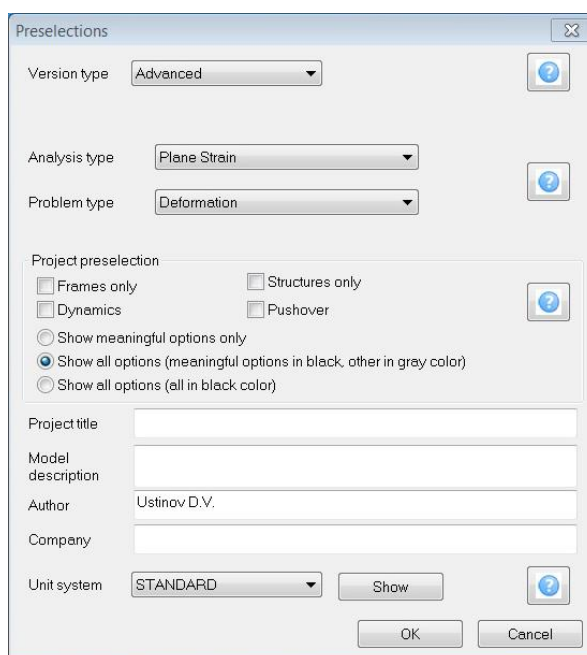 Preselections
Version type Advanced
Analysis type Plane Strain
Problem type Deformation
Project preselection
Frames only Structures only
Dynamics Pushover
Show meaningful options only
Show all options (meaningful options in black, other in gray color)
Show all options (all in black color)
Project title
Model
description
Author Ustinov D.V.
Company
Unit system STANDARD Show
OK Cancel